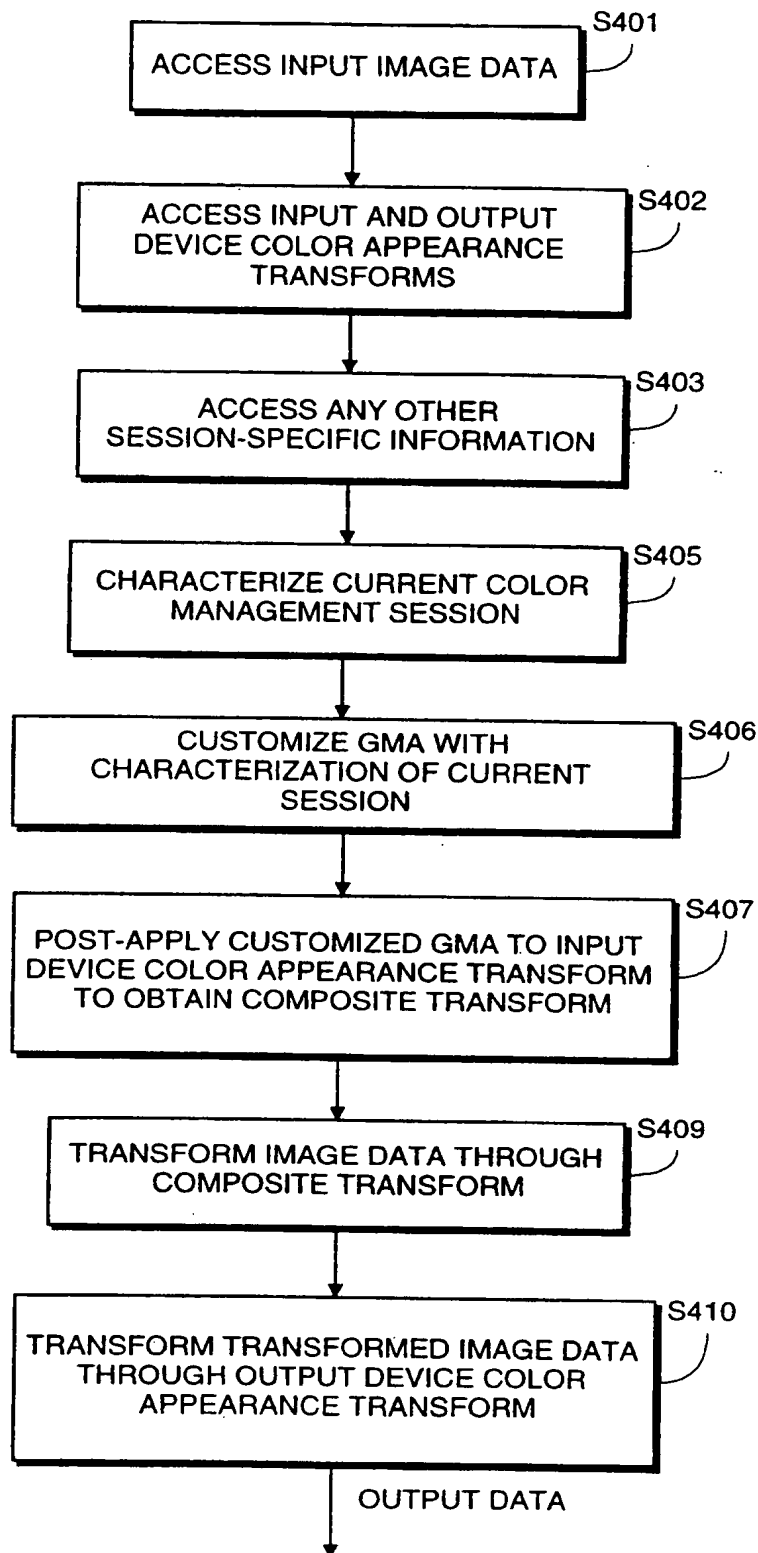 S401
ACCESS INPUT IMAGE DATA
S402
ACCESS INPUT AND OUTPUT
DEVICE COLOR APPEARANCE
TRANSFORMS
S403
ACCESS ANY OTHER
SESSION-SPECIFIC INFORMATION
S405
CHARACTERIZE CURRENT COLOR
MANAGEMENT SESSION
S406
CUSTOMIZE GMA WITH
CHARACTERIZATION OF CURRENT
SESSION
S407
POST-APPLY CUSTOMIZED GMA TO INPUT
DEVICE COLOR APPEARANCE TRANSFORM
TO OBTAIN COMPOSITE TRANSFORM
S409
TRANSFORM IMAGE DATA THROUGH
COMPOSITE TRANSFORM
S410
TRANSFORM TRANSFORMED IMAGE DATA
THROUGH OUTPUT DEVICE COLOR
APPEARANCE TRANSFORM
OUTPUT DATA